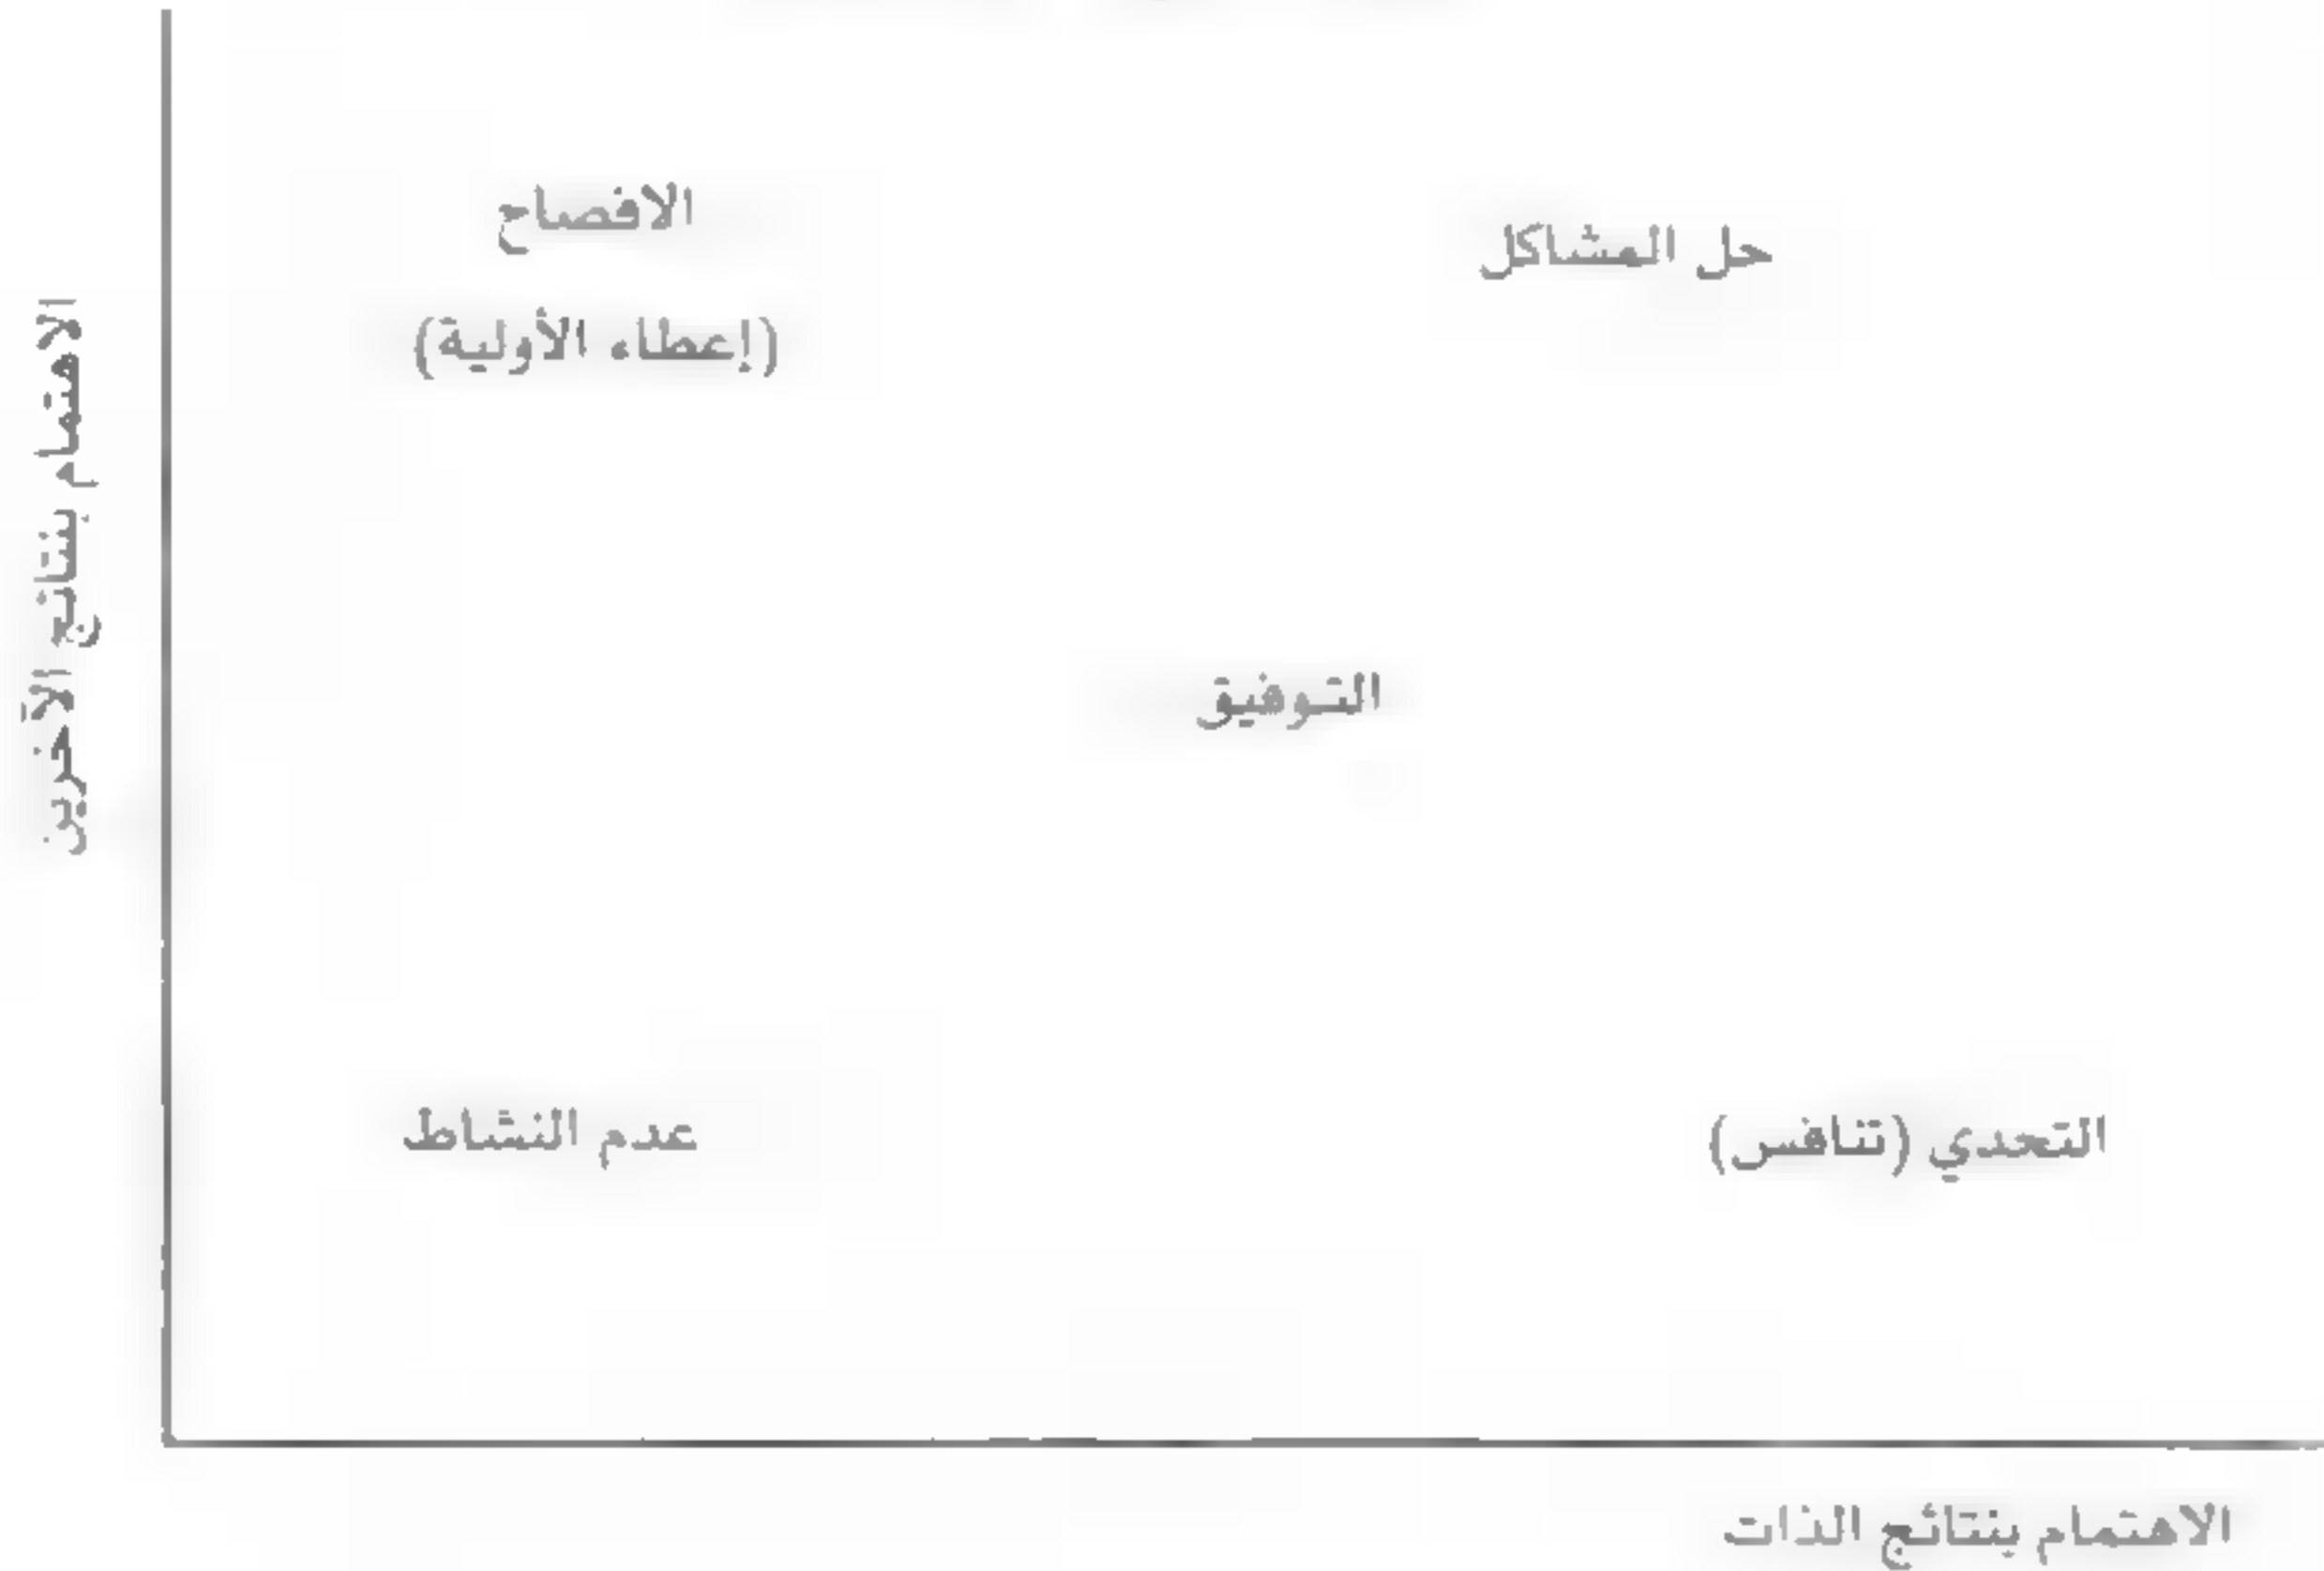 الافصاح
(إعطاء الأولية)
حل المشاكل
الاهتمام بنتائج الآخرين
التوفيق
عدم النشاط
التحدي (تنافس)
الاهتمام بنتائج الذات